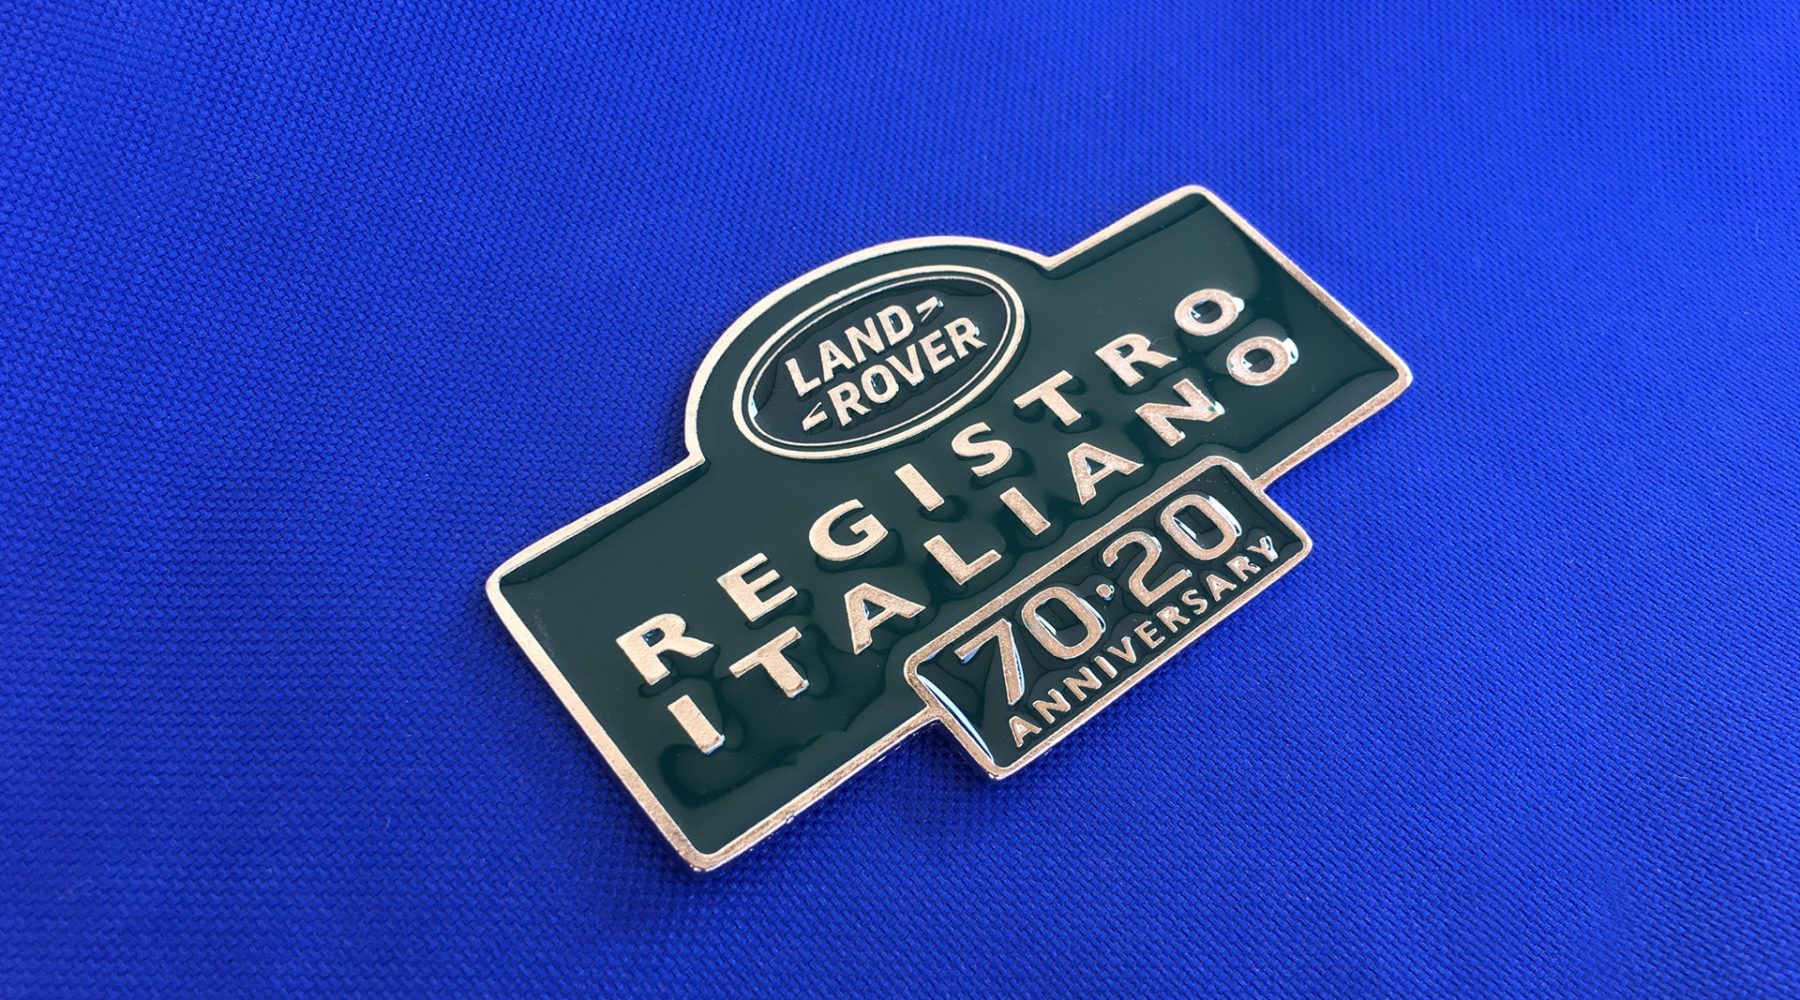 LAND
ROVER
REGISTRO
ITALIANO
70·20
ANNIVERSARY